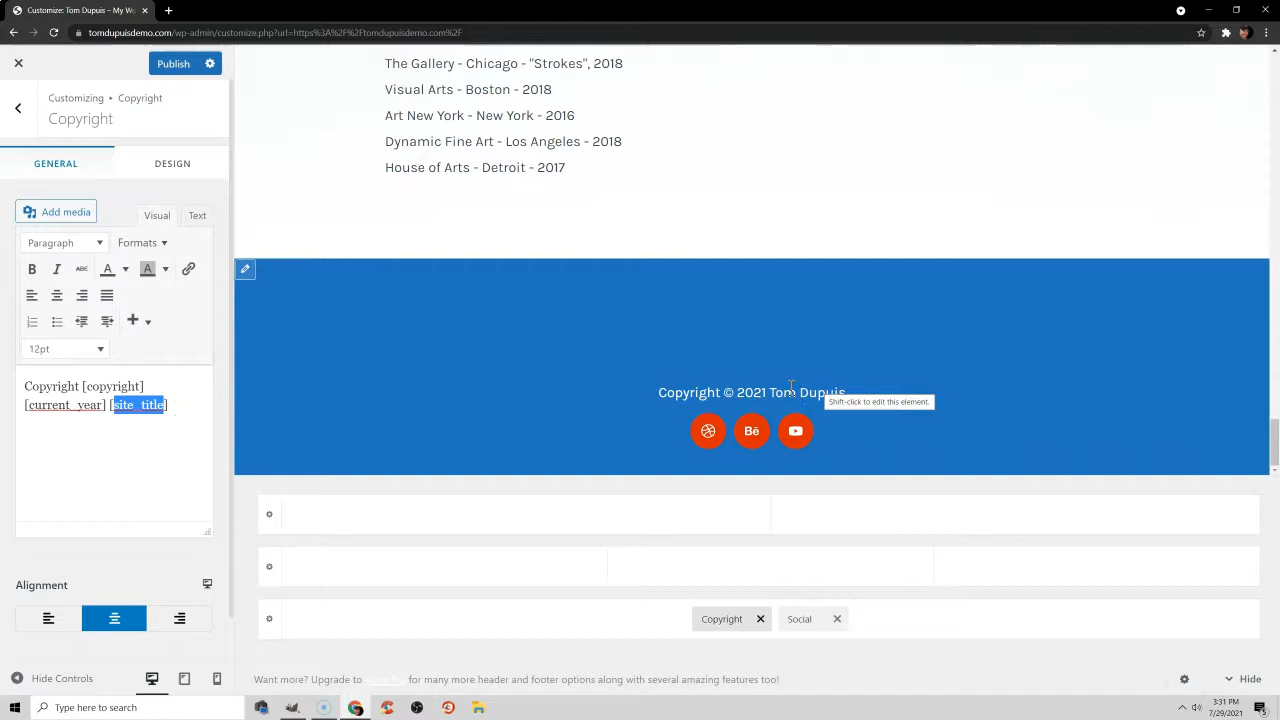 Customize: Tom Dupuis - My Wo
tomdupuisdemo.com/wp-admin/customize.php?url=https%3A%2F%2Ftomdupuisdemo.com%2F
Publish
Customizing • Copyright
Copyright
GENERAL
DESIGN
Add media
Visual
Text
Paragraph
Formats
B I ABC A A
12pt
Copyright [copyright]
[current_year] [site_title]
Alignment
Hide Controls
The Gallery - Chicago - "Strokes", 2018
Visual Arts - Boston - 2018
Art New York - New York - 2016
Dynamic Fine Art - Los Angeles - 2018
House of Arts - Detroit - 2017
Copyright © 2021 Tom Dupuis
Shift-click to edit this element.
Bē
Copyright
Social
Want more? Upgrade to for many more header and footer options along with several amazing features too!
Hide
Type here to search
3:31 PM
7/29/2021